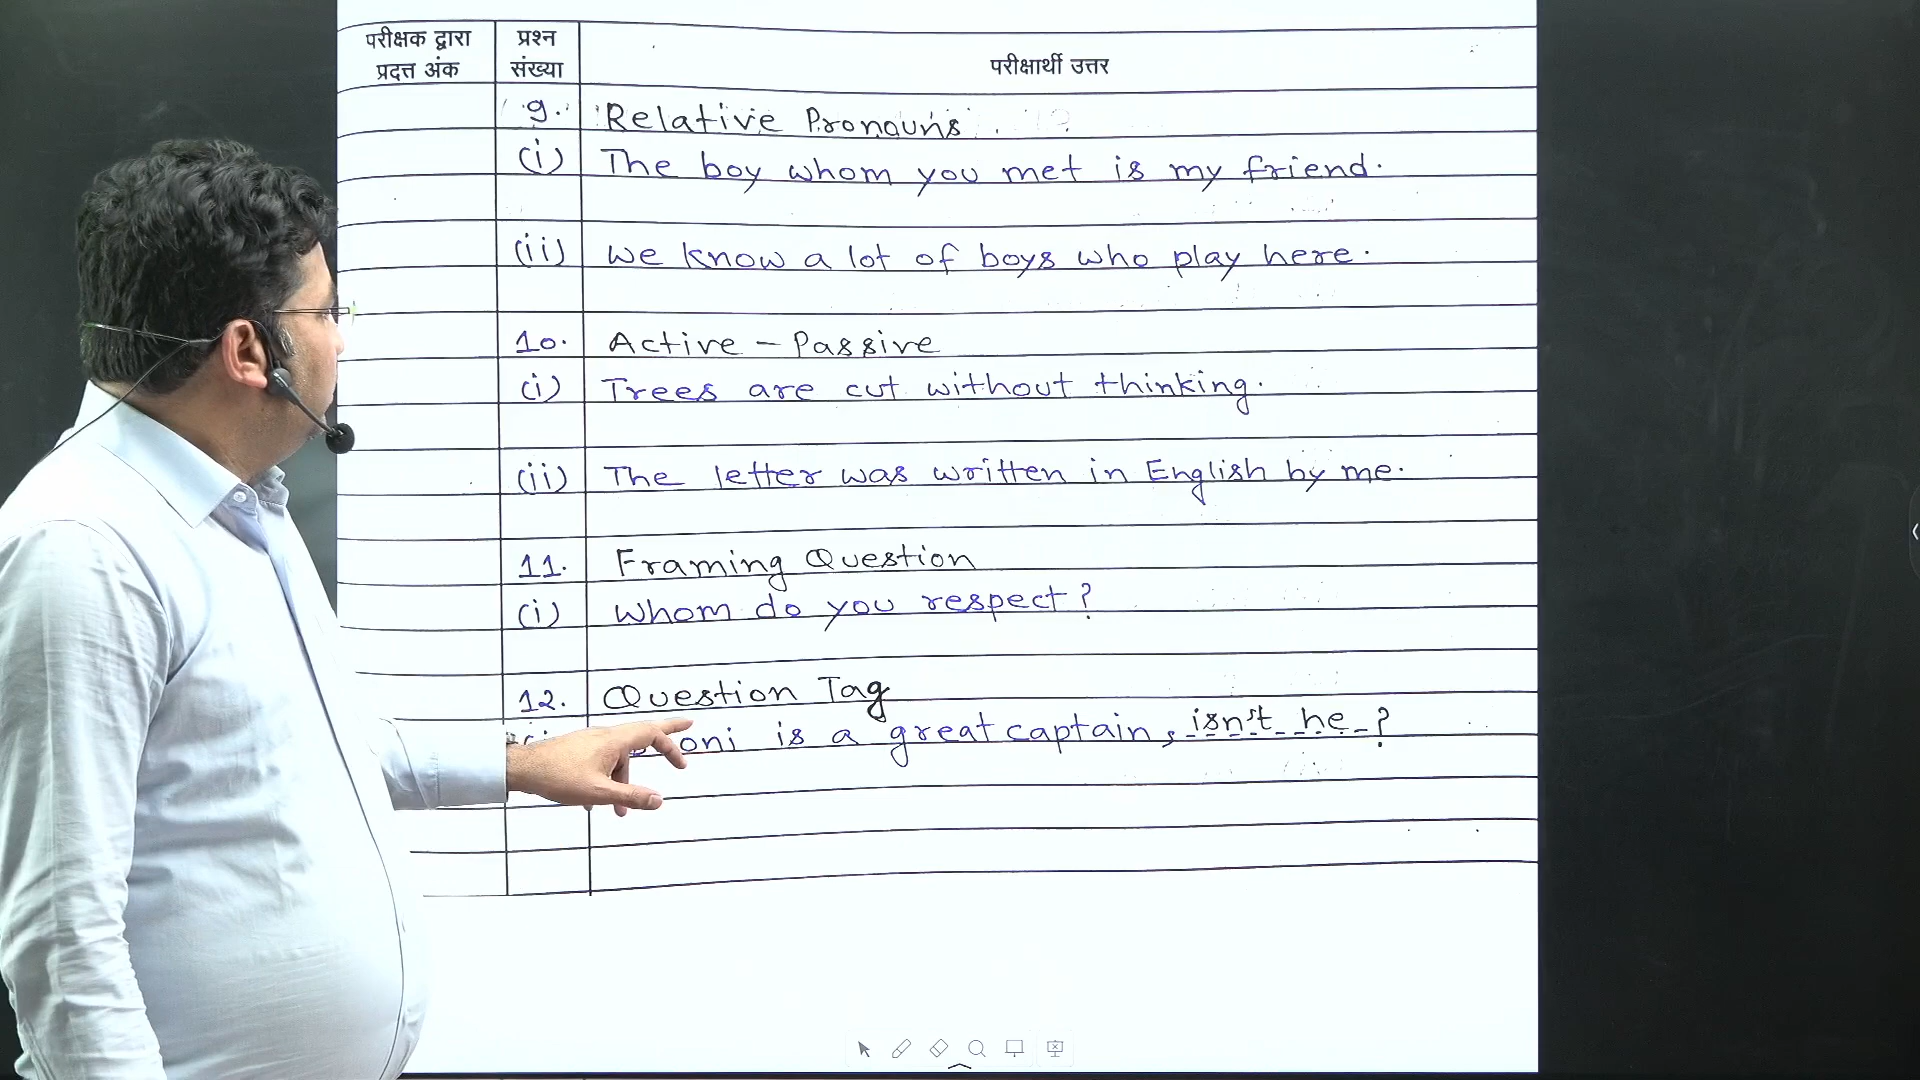 परीक्षक द्वारा प्रदत्त अंक
प्रश्न संख्या
परीक्षार्थी उत्तर
9. Relative Pronouns.
(i) The boy whom you met is my friend.
(ii) We know a lot of boys who play here.
10. Active - Passive
(i) Trees are cut without thinking.
(ii) The letter was written in English by me.
11. Framing Question
(i) Whom do you respect?
12. Question Tag
oni is a great captain, isn't he ?